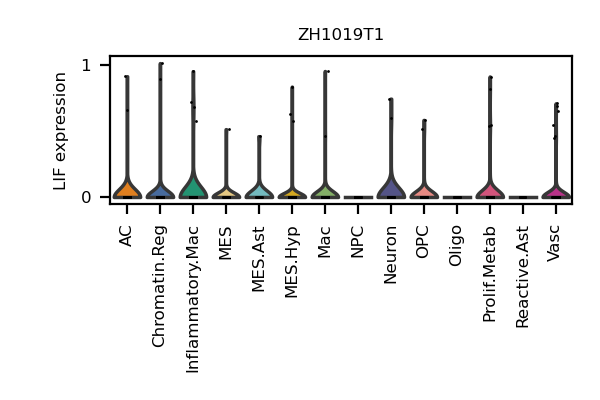 ZH1019T1
LIF expression
1
0
AC
Chromatin.Reg
Inflammatory.Mac
MES
MES.Ast
MES.Hyp
Mac
NPC
Neuron
OPC
Oligo
Prolif.Metab
Reactive.Ast
Vasc